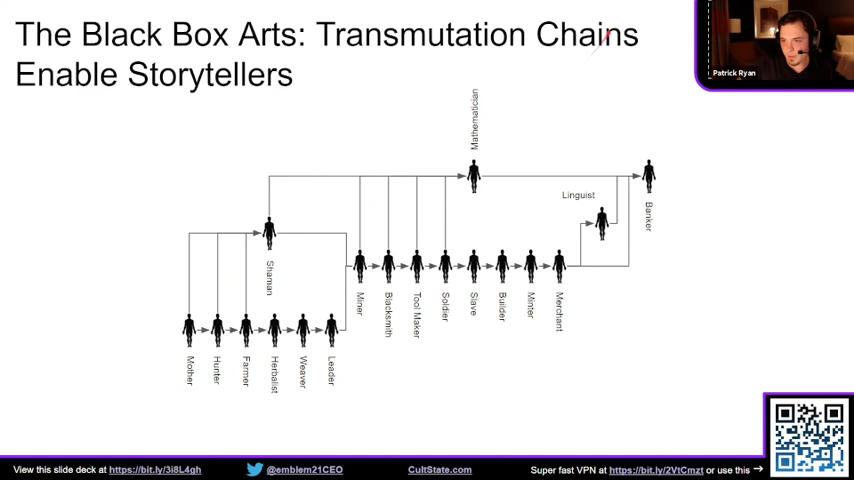 The Black Box Arts: Transmutation Chains
Enable Storytellers
Patrick Ryan
Mathematician
Linguist
Banker
Shaman
Miner
Blacksmith
Tool Maker
Soldier
Slave
Builder
Minter
Merchant
Mother
Hunter
Farmer
Herbalist
Weaver
Leader
View this slide deck at https://bit.ly/3i8L4gh
@emblem21CEO
CultState.com
Super fast VPN at https://bit.ly/2VtCmzt or use this